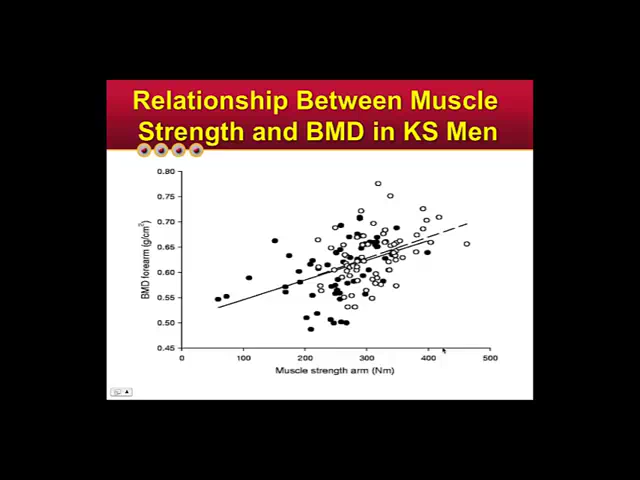 Relationship Between Muscle
Strength and BMD in KS Men
0.80
0.75
0.70
0.65
0.60
0.55
0.50
0.45
BMD forearm (g/cm²)
0 100 200 300 400 500
Muscle strength arm (Nm)